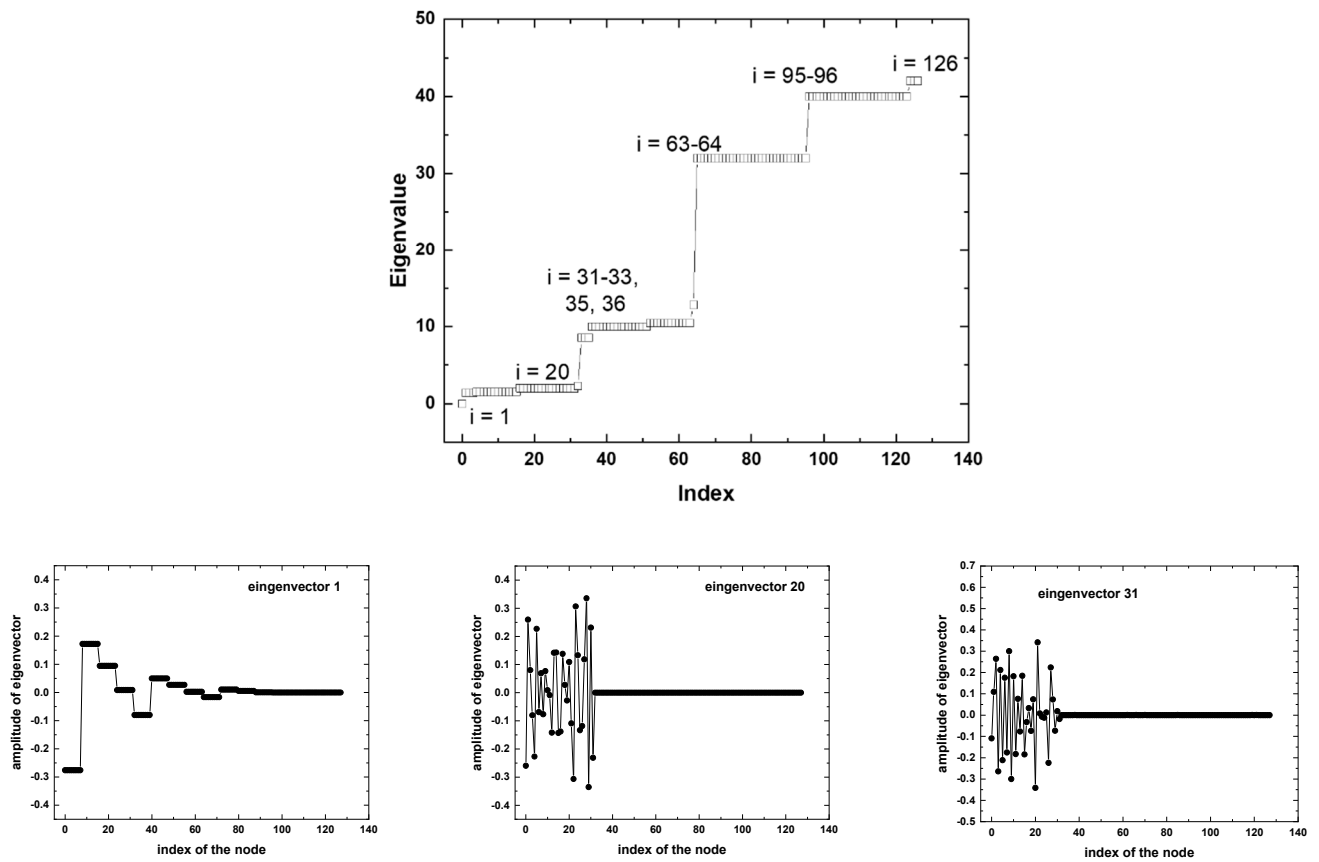 50
40
30
20
10
0
Eigenvalue
i = 126
i = 95-96
i = 63-64
i = 31-33,
35, 36
i = 20
i = 1
0 20 40 60 80 100 120 140
Index
0.4
0.3
0.2
0.1
0.0
-0.1
-0.2
-0.3
-0.4
amplitude of eigenvector
eingenvector 1
0 20 40 60 80 100 120 140
index of the node
0.4
0.3
0.2
0.1
0.0
-0.1
-0.2
-0.3
-0.4
amplitude of eigenvector
eingenvector 20
0 20 40 60 80 100 120 140
index of the node
0.7
0.6
0.5
0.4
0.3
0.2
0.1
0.0
-0.1
-0.2
-0.3
-0.4
-0.5
amplitude of eigenvector
eingenvector 31
0 20 40 60 80 100 120 140
index of the node